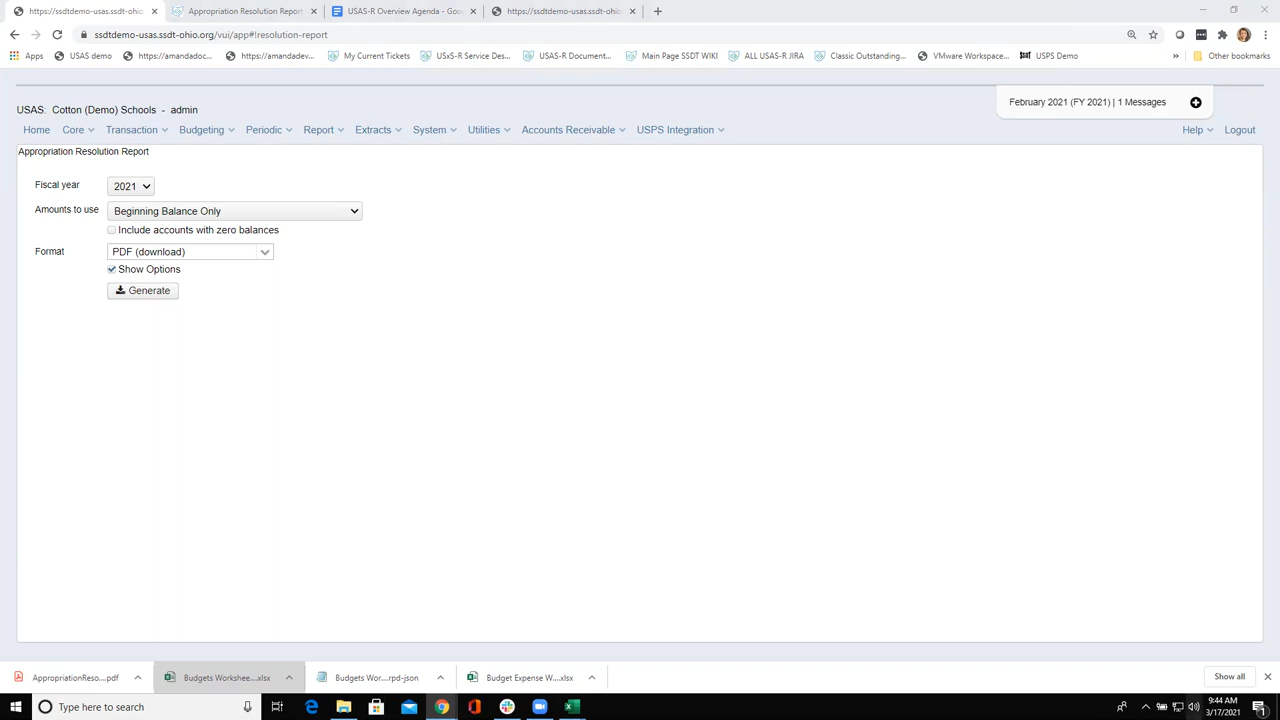 https://ssdtdemo-usas.ssdt-ohio
Appropriation Resolution Report
USAS-R Overview Agenda - Goo
https://ssdtdemo-usas.ssdt-ohio
ssdtdemo-usas.ssdt-ohio.org/vui/app#!resolution-report
Apps
USAS demo
https://amandadoc...
https://amandadev...
My Current Tickets
USxS-R Service Des...
USAS-R Document...
Main Page SSDT WIKI
ALL USAS-R JIRA
Classic Outstanding...
VMware Workspace...
USPS Demo
»
Other bookmarks
USAS: Cotton (Demo) Schools - admin
February 2021 (FY 2021) | 1 Messages
Home Core Transaction Budgeting Periodic Report Extracts System Utilities Accounts Receivable USPS Integration Help Logout
Appropriation Resolution Report
Fiscal year 2021
Amounts to use Beginning Balance Only
Include accounts with zero balances
Format PDF (download)
Show Options
Generate
AppropriationReso....pdf
Budgets Workshee....xlsx
Budgets Wor....rpd-json
Budget Expense W....xlsx
Show all
Type here to search
9:44 AM
3/17/2021
1